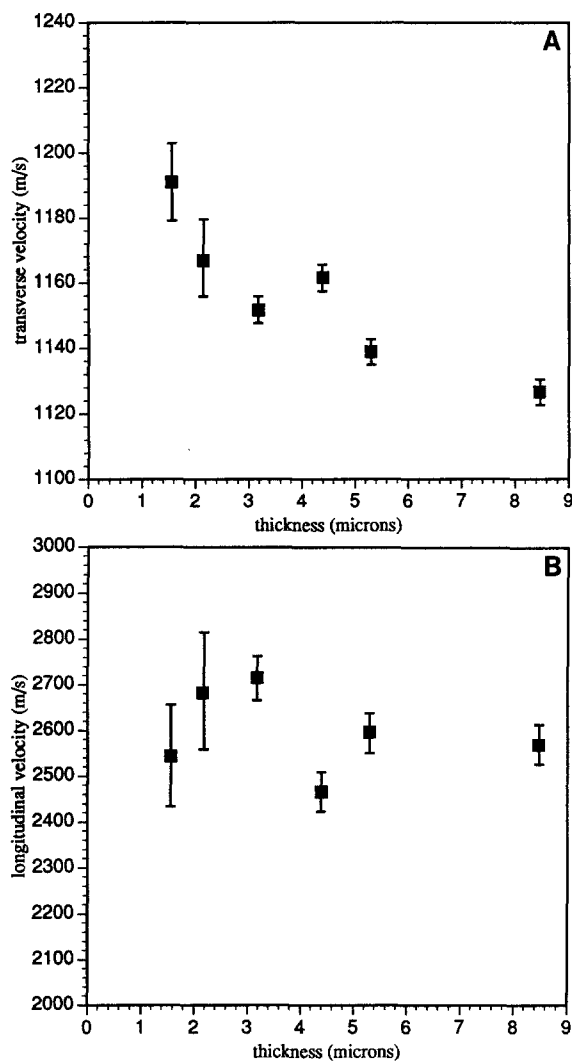 A
1240
1220
1200
1180
1160
1140
1120
1100
transverse velocity (m/s)
0 1 2 3 4 5 6 7 8 9
thickness (microns)
B
3000
2900
2800
2700
2600
2500
2400
2300
2200
2100
2000
longitudinal velocity (m/s)
0 1 2 3 4 5 6 7 8 9
thickness (microns)